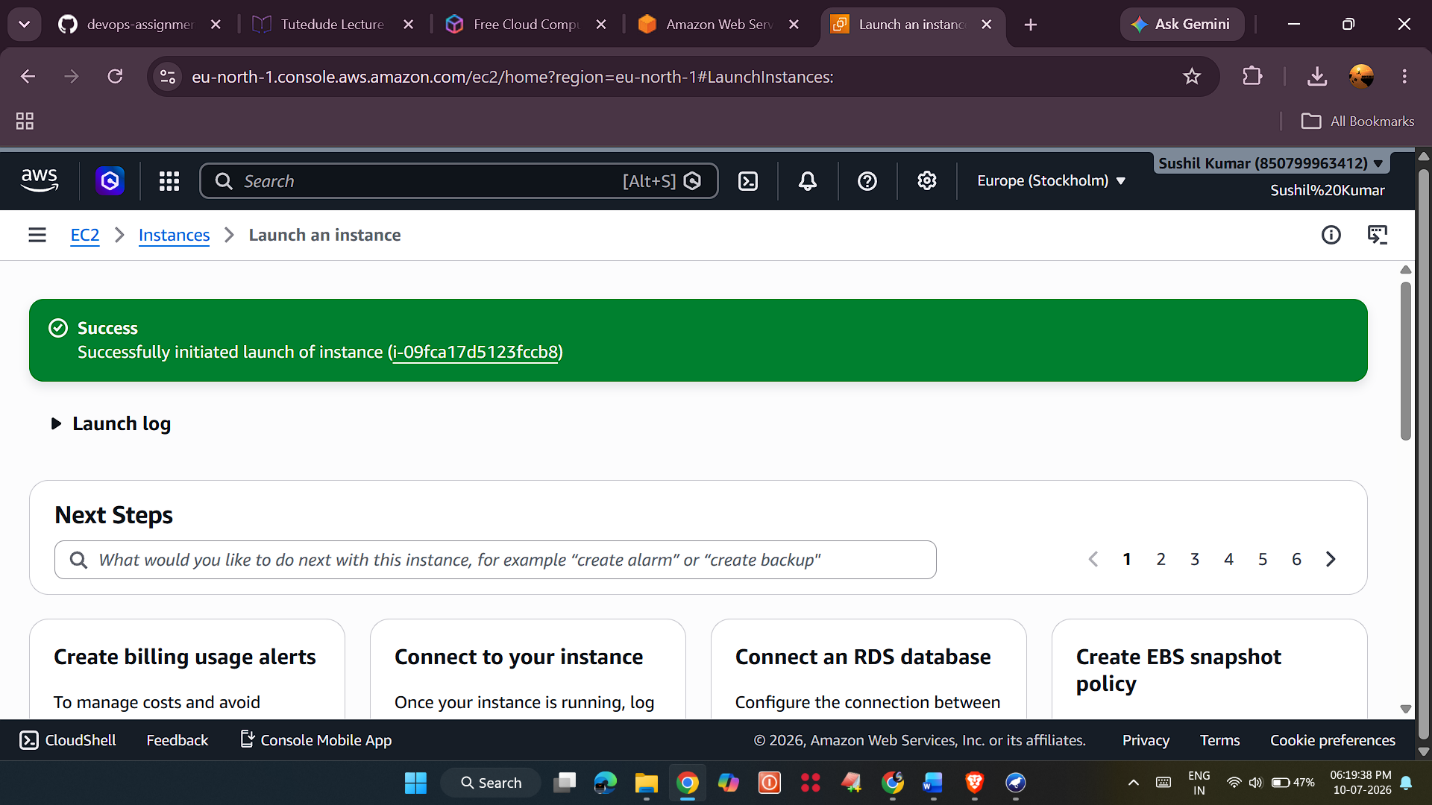 devops-assignmer
Tutedude Lecture
Free Cloud Comp
Amazon Web Serv
Launch an instanc
Ask Gemini
eu-north-1.console.aws.amazon.com/ec2/home?region=eu-north-1#LaunchInstances:
All Bookmarks
aws
Search
[Alt+S]
Europe (Stockholm)
Sushil Kumar (850799963412)
Sushil%20Kumar
EC2
Instances
Launch an instance
Success
Successfully initiated launch of instance (i-09fca17d5123fccb8)
Launch log
Next Steps
What would you like to do next with this instance, for example “create alarm” or “create backup"
1 2 3 4 5 6
Create billing usage alerts
To manage costs and avoid
Connect to your instance
Once your instance is running, log
Connect an RDS database
Configure the connection between
Create EBS snapshot
policy
CloudShell
Feedback
Console Mobile App
© 2026, Amazon Web Services, Inc. or its affiliates.
Privacy
Terms
Cookie preferences
Search
ENG
IN
47%
06:19:38 PM
10-07-2026